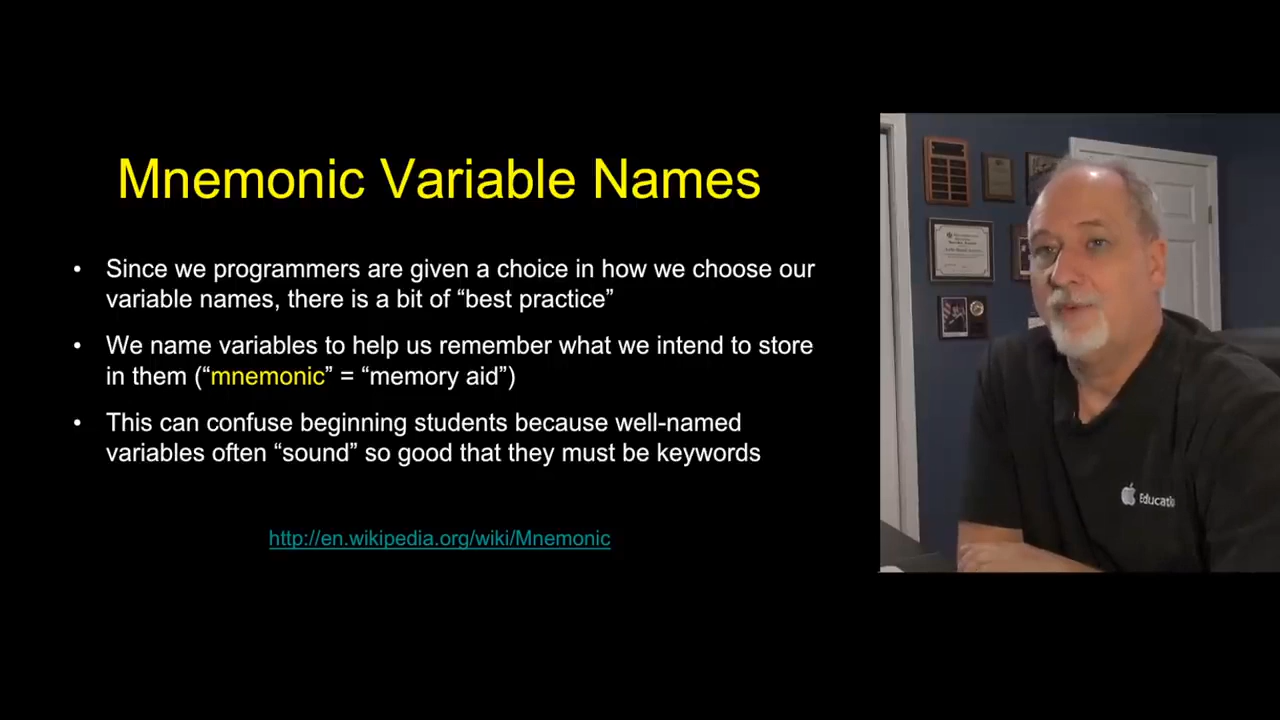 Mnemonic Variable Names
• Since we programmers are given a choice in how we choose our
variable names, there is a bit of “best practice”
• We name variables to help us remember what we intend to store
in them (“mnemonic” = “memory aid”)
• This can confuse beginning students because well-named
variables often “sound” so good that they must be keywords
http://en.wikipedia.org/wiki/Mnemonic